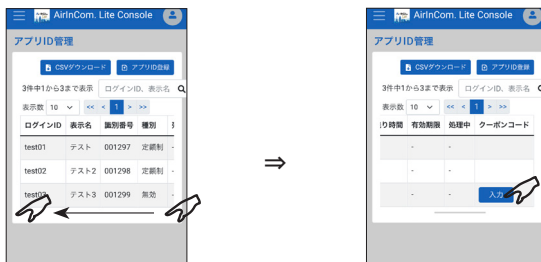 AirInCom. Lite Console
アプリID管理
CSVダウンロード アプリID登録
3件中1から3まで表示 ログインID、表示名
表示数 10 << < 1 > >>
ログインID 表示名 識別番号 種別
test01 テスト 001297 定額制 -
test02 テスト2 001298 定額制 -
test03 テスト3 001299 無効 -
⇒
AirInCom. Lite Console
アプリID管理
CSVダウンロード アプリID登録
3件中1から3まで表示 ログインID、表示名
表示数 10 << < 1 > >>
り時間 有効期限 処理中 クーポンコード
- -
- -
- - 入力